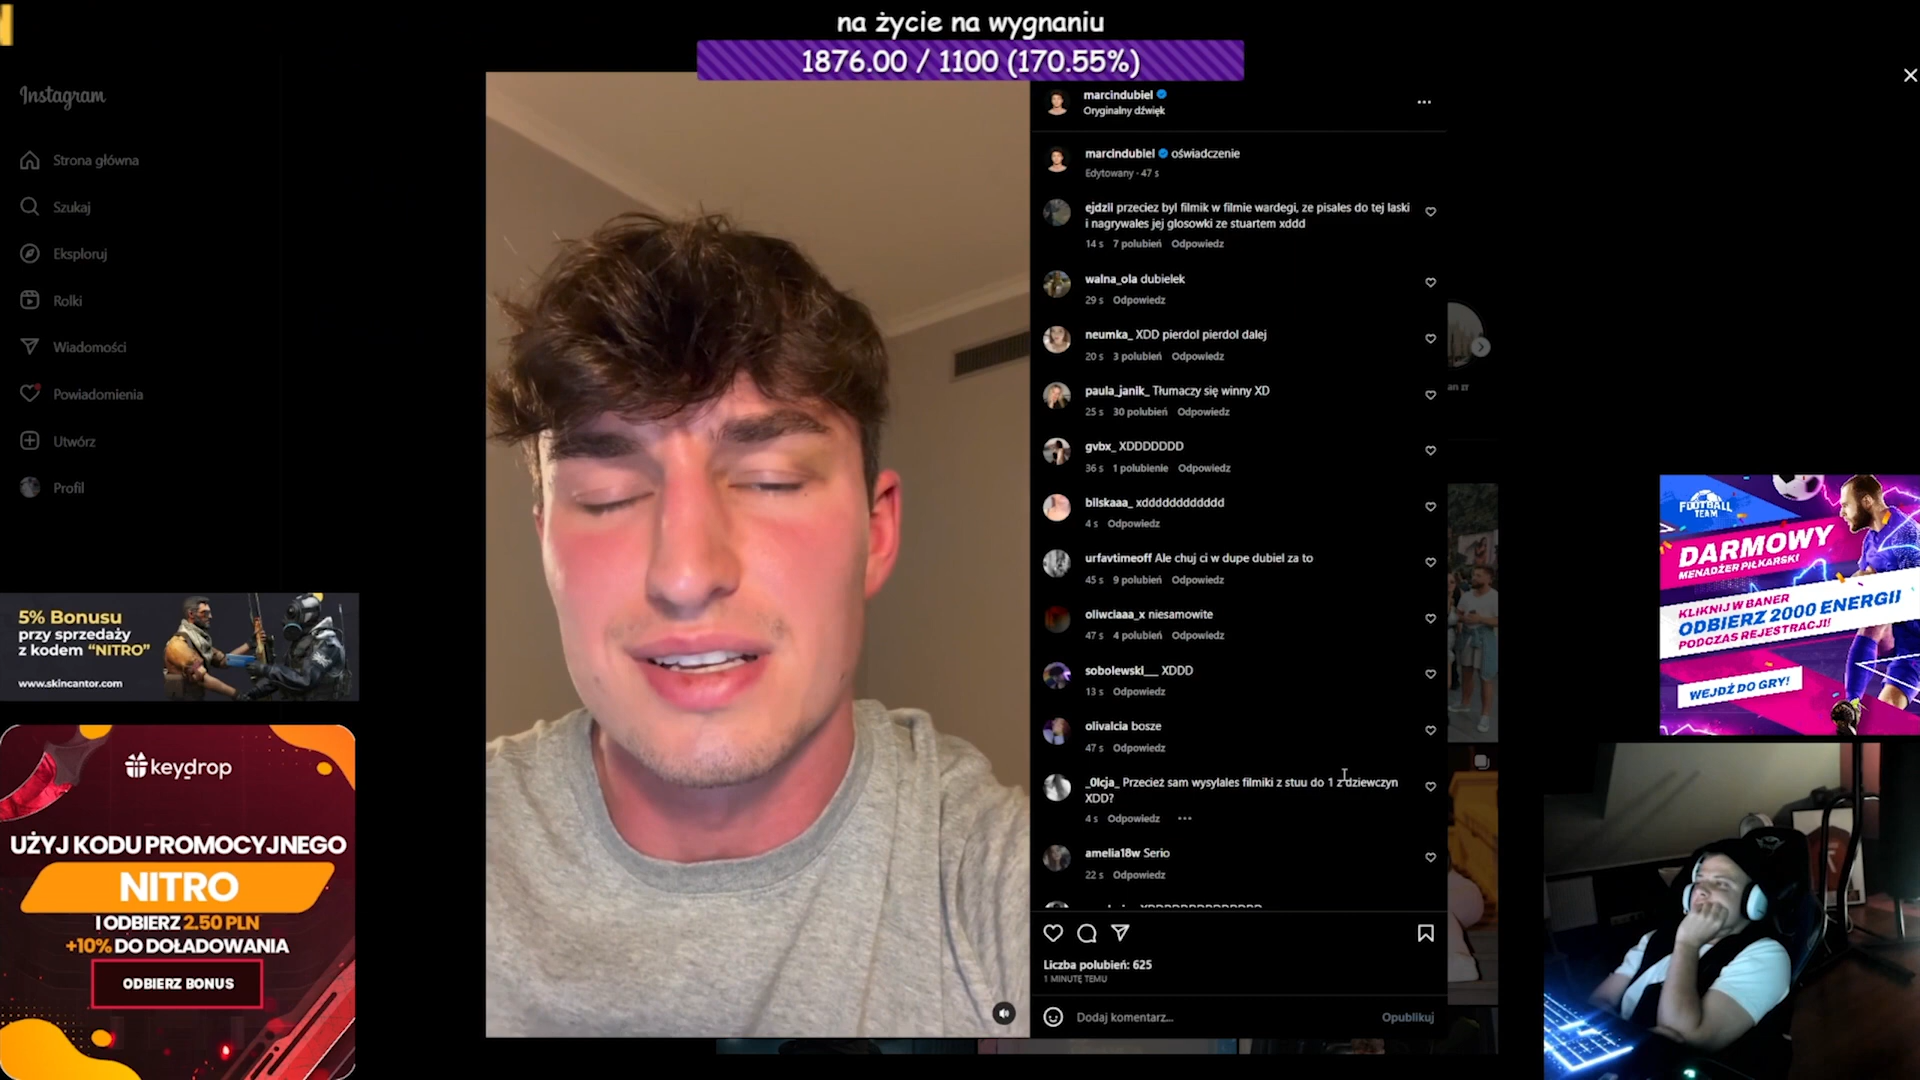 na życie na wygnaniu
1876.00 / 1100 (170.55%)
Instagram
Strona główna
Szukaj
Eksploruj
Rolki
Wiadomości
Powiadomienia
Utwórz
Profil
5% Bonusu
przy sprzedaży
z kodem “NITRO”
www.skincantor.com
keydrop
UŻYJ KODU PROMOCYJNEGO
NITRO
I ODBIERZ 2.50 PLN
+10% DO DOŁADOWANIA
ODBIERZ BONUS
marcindubiel
Oryginalny dźwięk
marcindubiel oświadczenie
Edytowany · 47 s
ejdzii przeciez byl filmik w filmie wardegi, ze pisales do tej laski
i nagrywales jej glosowki ze stuartem xddd
14 s 7 polubień Odpowiedz
walna_ola dubielek
29 s Odpowiedz
neumka_ XDD pierdol pierdol dalej
20 s 3 polubień Odpowiedz
paula_janik_ Tłumaczy się winny XD
25 s 30 polubień Odpowiedz
gvbx_ XDDDDDDD
36 s 1 polubienie Odpowiedz
bilskaaa_ xdddddddddddd
4 s Odpowiedz
urfavtimeoff Ale chuj ci w dupe dubiel za to
45 s 9 polubień Odpowiedz
oliwciaaa_x niesamowite
47 s 4 polubień Odpowiedz
sobolewski___ XDDD
13 s Odpowiedz
olivalcia bosze
47 s Odpowiedz
_0lcja_ Przecież sam wysylales filmiki z stuu do 1 z dziewczyn
XDD?
4 s Odpowiedz
amelia18w Serio
22 s Odpowiedz
Liczba polubień: 625
1 MINUTĘ TEMU
Dodaj komentarz...
Opublikuj
FOOTBALL
TEAM
DARMOWY
MENADŻER PIŁKARSKI
KLIKNIJ W BANER
ODBIERZ 2000 ENERGII
PODCZAS REJESTRACJI!
WEJDŹ DO GRY!